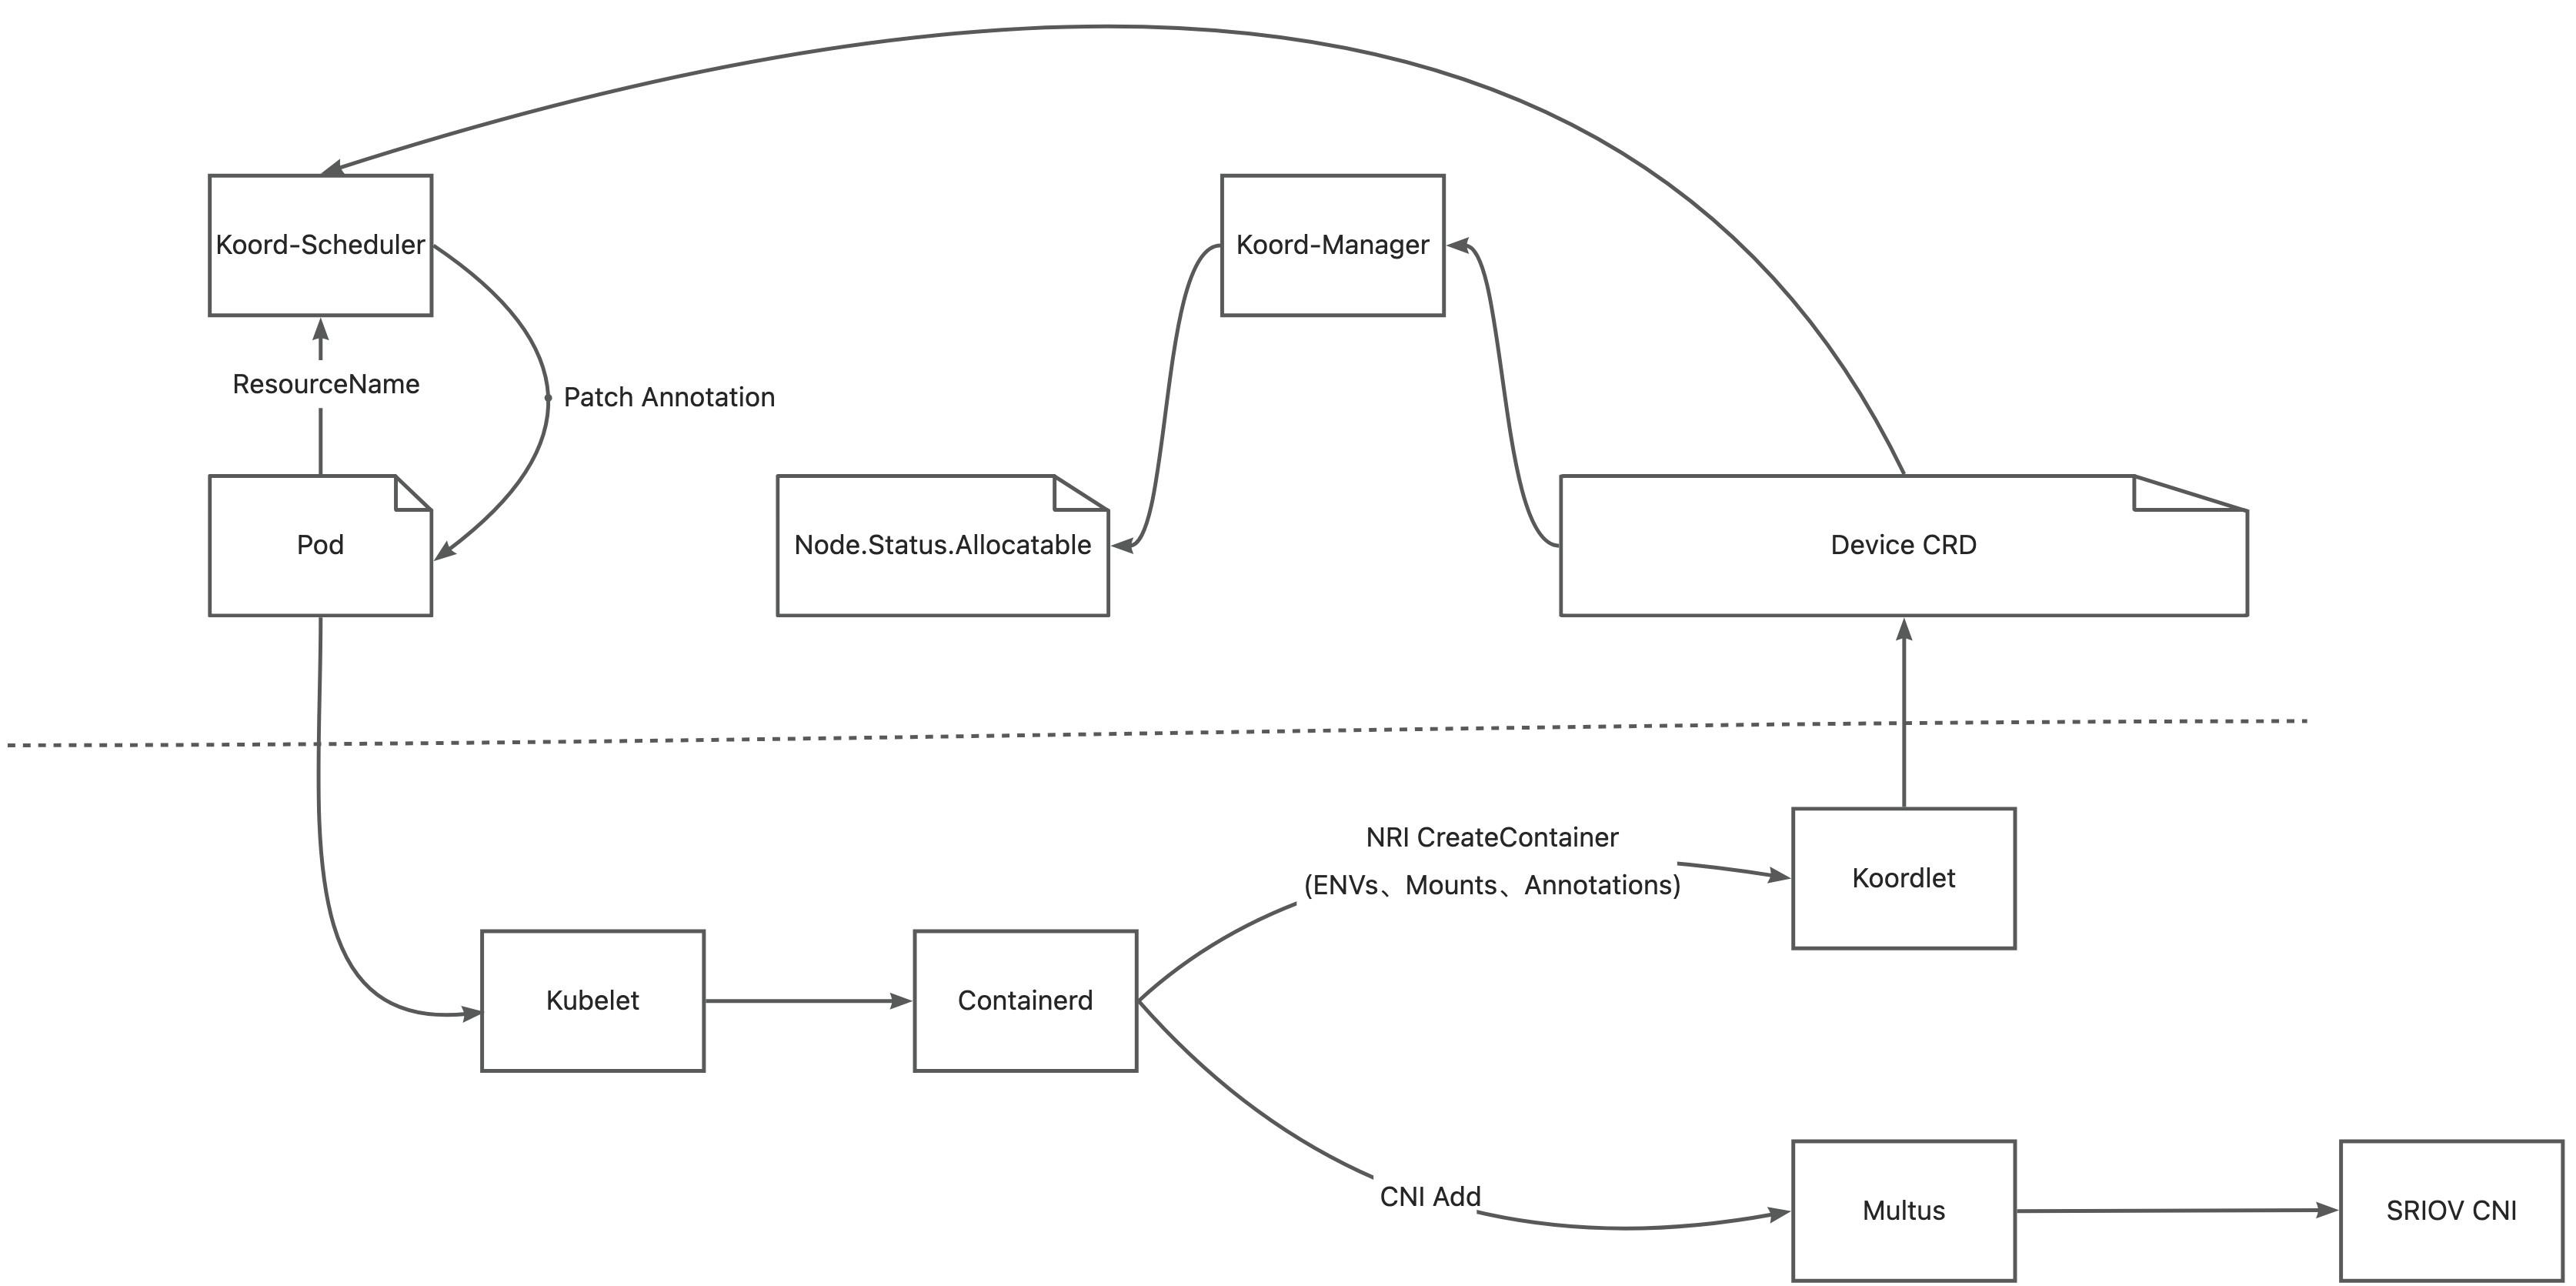 Koord-Scheduler
Koord-Manager
ResourceName
Patch Annotation
Pod
Node.Status.Allocatable
Device CRD
NRI CreateContainer
(ENVs、Mounts、Annotations)
Koordlet
Kubelet
Containerd
CNI Add
Multus
SRIOV CNI